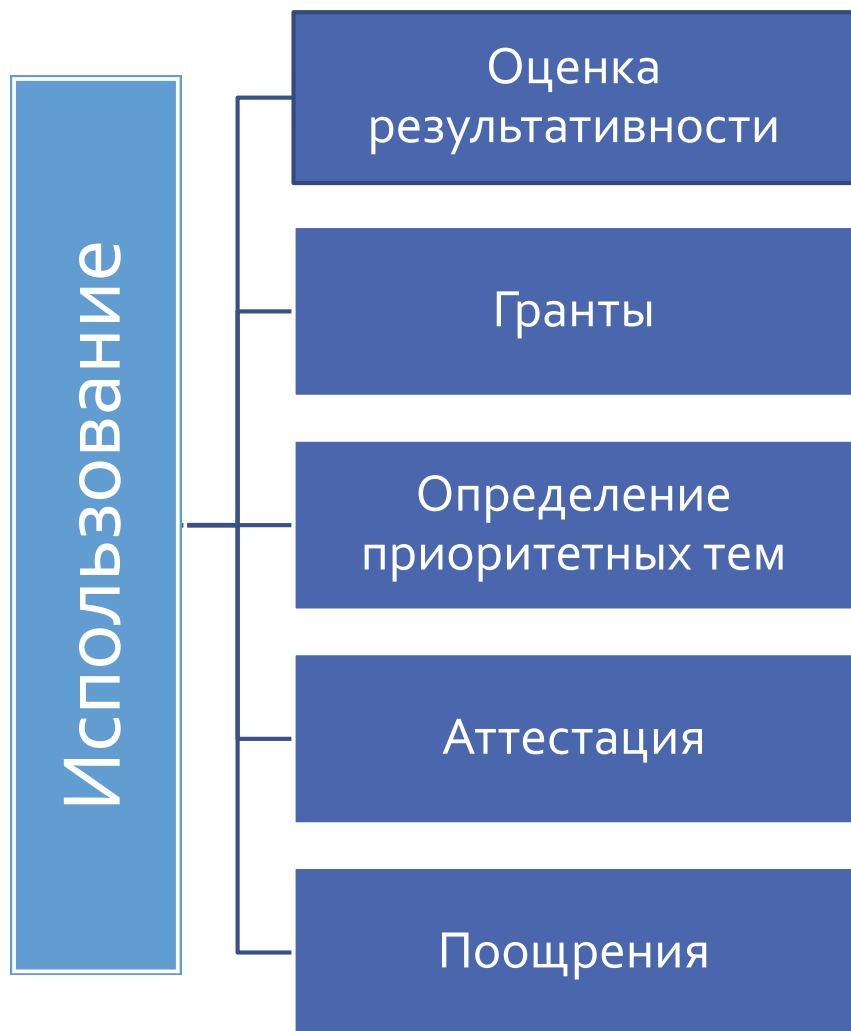 Использование
Оценка
результативности
Гранты
Определение
приоритетных тем
Аттестация
Поощрения